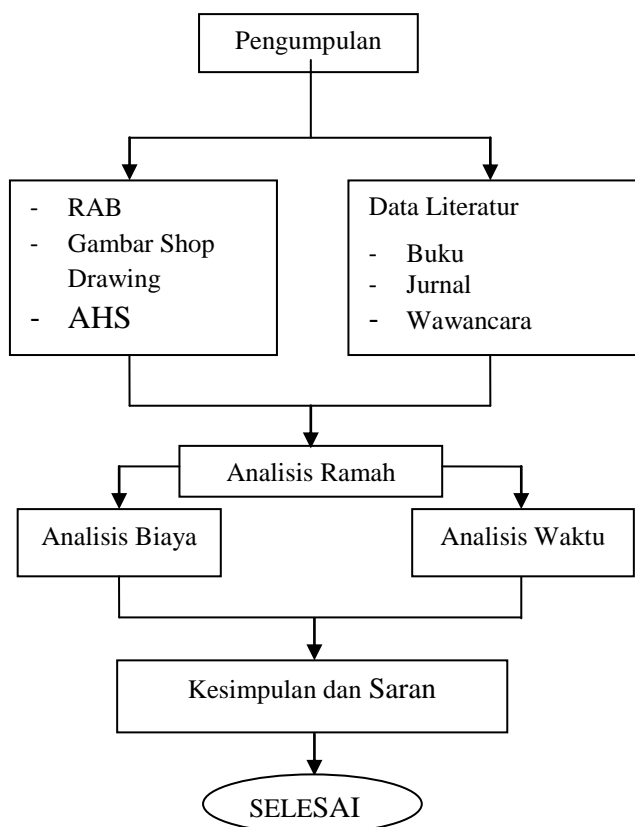 Pengumpulan
- RAB
- Gambar Shop
Drawing
- AHS
Data Literatur
- Buku
- Jurnal
- Wawancara
Analisis Ramah
Analisis Biaya
Analisis Waktu
Kesimpulan dan Saran
SELESAI